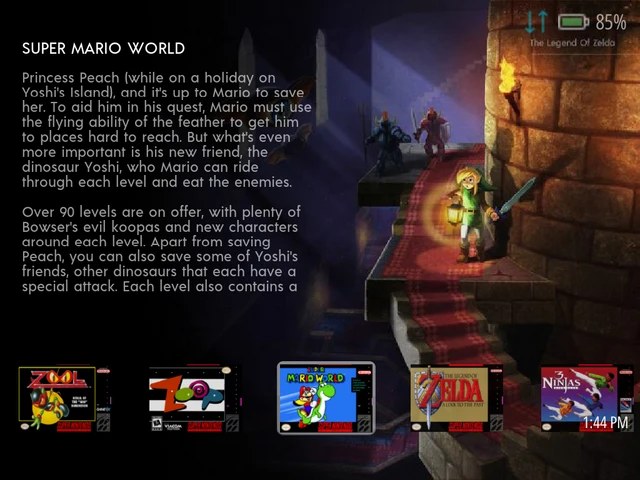 85%
The Legend Of Zelda
SUPER MARIO WORLD
Princess Peach (while on a holiday on
Yoshi's Island), and it's up to Mario to save
her. To aid him in his quest, Mario must use
the flying ability of the feather to get him
to places hard to reach. But what's even
more important is his new friend, the
dinosaur Yoshi, who Mario can ride
through each level and eat the enemies.
Over 90 levels are on offer, with plenty of
Bowser's evil koopas and new characters
around each level. Apart from saving
Peach, you can also save some of Yoshi's
friends, other dinosaurs that each have a
special attack. Each level also contains a
ZOOL
ZOOP
VIACOM
SUPER
MARIO WORLD
THE LEGEND OF
ZELDA
3
NINJAS
1:44 PM